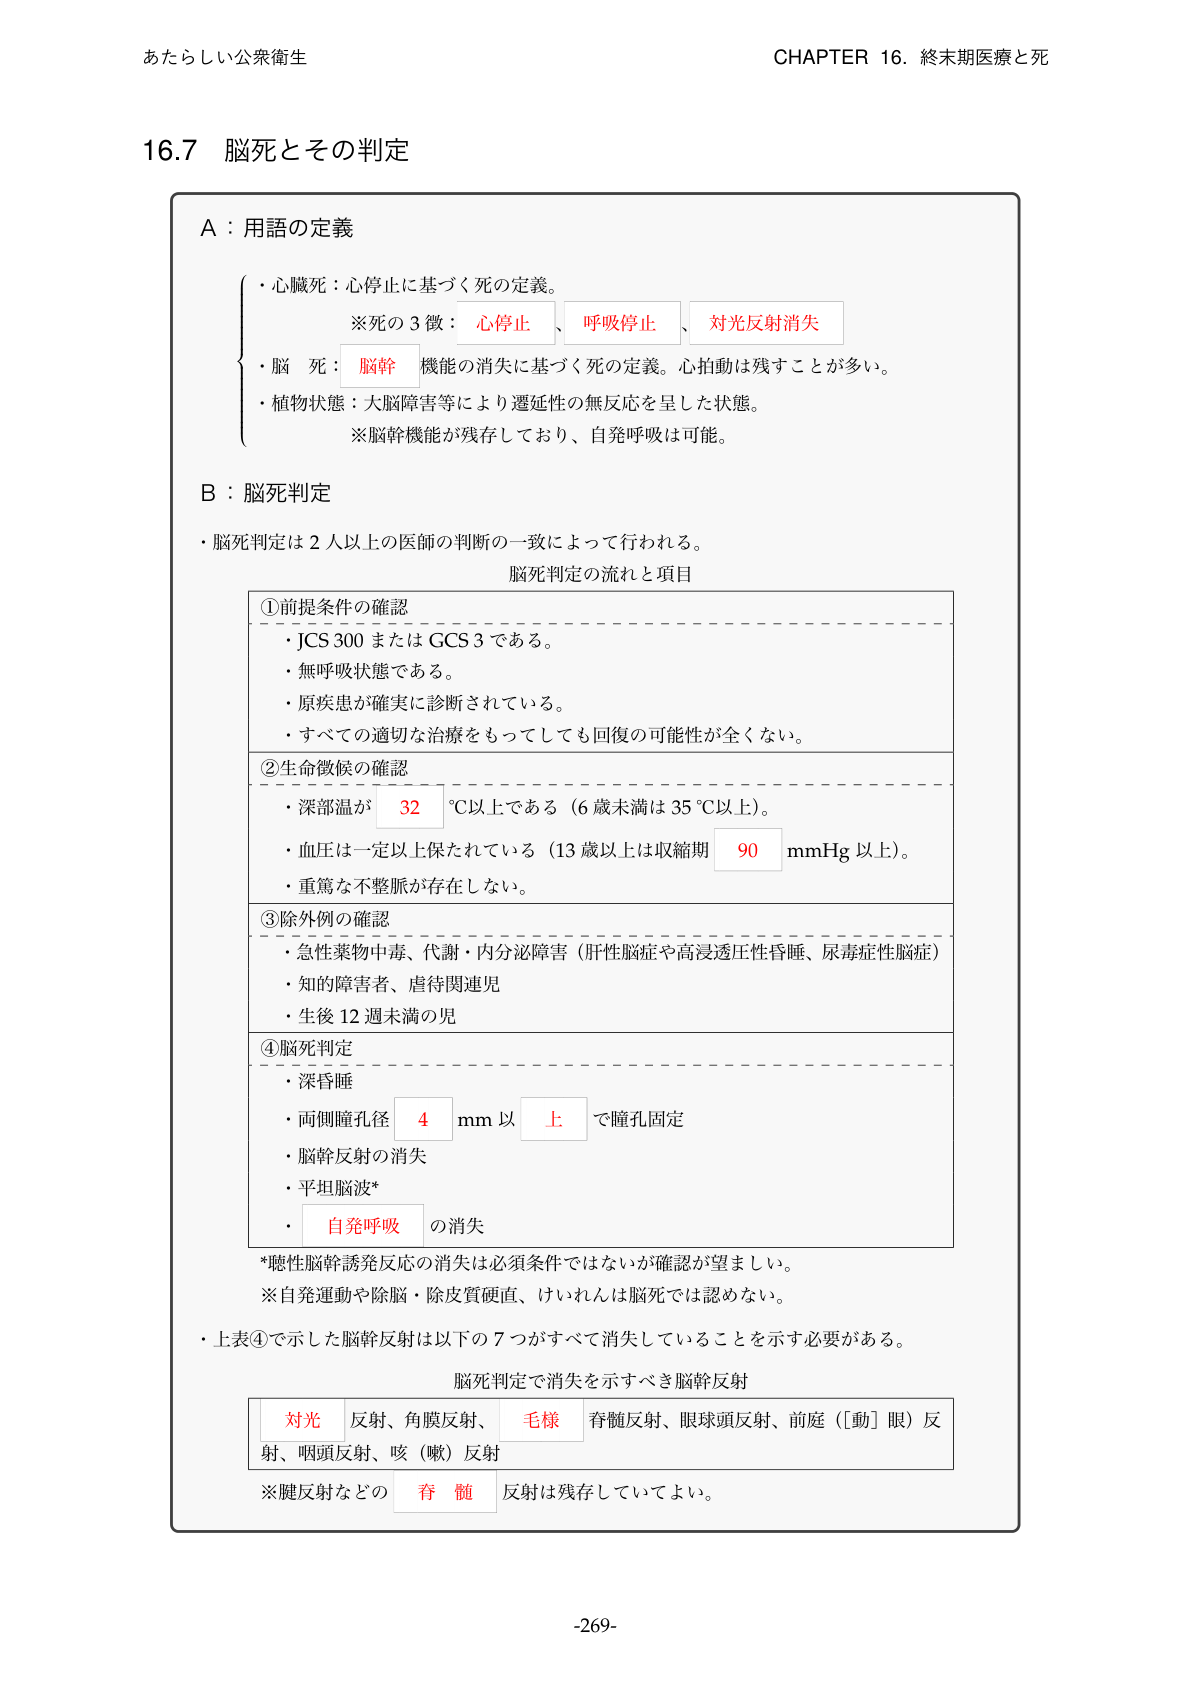 あたらしい公衆衛生 CHAPTER 16. 終末期医療と死
16.7 脳死とその判定
A：用語の定義
・心臓死：心停止に基づく死の定義。
※死の 3 徴： 心停止 、 呼吸停止 、 対光反射消失
・脳　死： 脳幹 機能の消失に基づく死の定義。心拍動は残すことが多い。
・植物状態：大脳障害等により遷延性の無反応を呈した状態。
※脳幹機能が残存しており、自発呼吸は可能。
B：脳死判定
・脳死判定は 2 人以上の医師の判断の一致によって行われる。
脳死判定の流れと項目
①前提条件の確認
・JCS 300 または GCS 3 である。
・無呼吸状態である。
・原疾患が確実に診断されている。
・すべての適切な治療をもってしても回復の可能性が全くない。
②生命徴候の確認
・深部温が 32 ℃以上である（6 歳未満は 35 ℃以上）。
・血圧は一定以上保たれている（13 歳以上は収縮期 90 mmHg 以上）。
・重篤な不整脈が存在しない。
③除外例の確認
・急性薬物中毒、代謝・内分泌障害（肝性脳症や高浸透圧性昏睡、尿毒症性脳症）
・知的障害者、虐待関連児
・生後 12 週未満の児
④脳死判定
・深昏睡
・両側瞳孔径 4 mm 以 上 で瞳孔固定
・脳幹反射の消失
・平坦脳波*
・ 自発呼吸 の消失
*聴性脳幹誘発反応の消失は必須条件ではないが確認が望ましい。
※自発運動や除脳・除皮質硬直、けいれんは脳死では認めない。
・上表④で示した脳幹反射は以下の 7 つがすべて消失していることを示す必要がある。
脳死判定で消失を示すべき脳幹反射
対光 反射、角膜反射、 毛様 脊髄反射、眼球頭反射、前庭（［動］眼）反
射、咽頭反射、咳（嗽）反射
※腱反射などの 脊　髄 反射は残存していてよい。
-269-